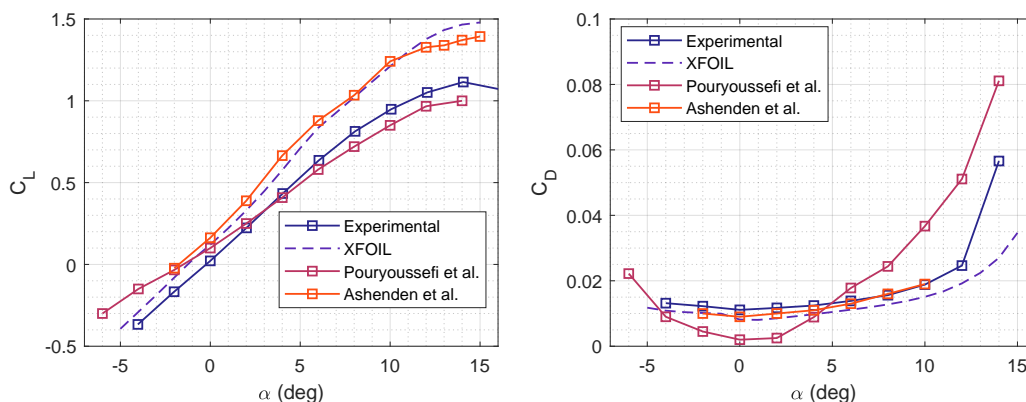 1.5
1
0.5
0
-0.5
C_L
-5
0
5
10
15
α (deg)
Experimental
XFOIL
Pouryoussefi et al.
Ashenden et al.
0.1
0.08
0.06
0.04
0.02
0
C_D
-5
0
5
10
15
α (deg)
Experimental
XFOIL
Pouryoussefi et al.
Ashenden et al.